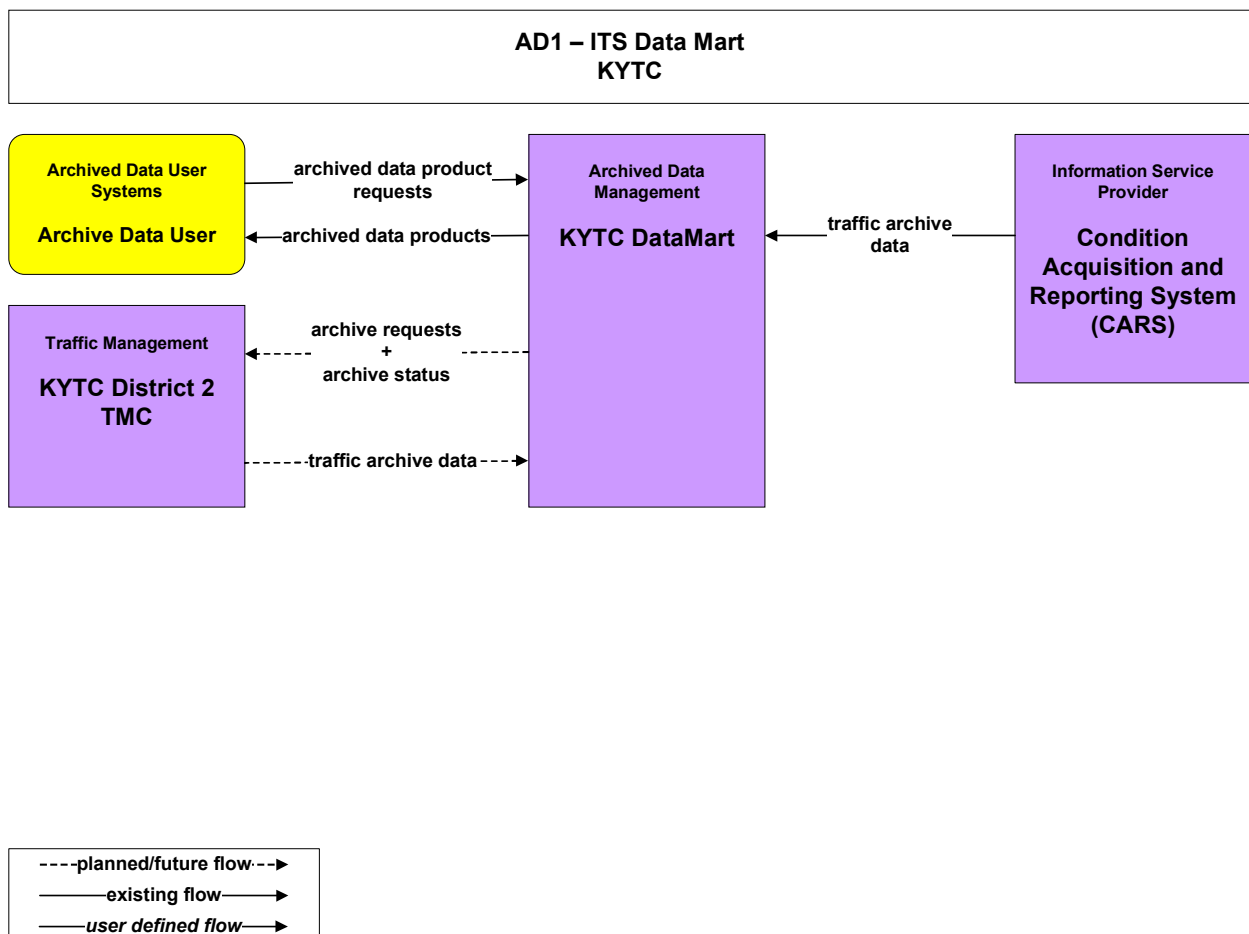 AD1 – ITS Data Mart
KYTC
Archived Data User
Systems
Archive Data User
archived data product
requests
archived data products
Archived Data
Management
KYTC DataMart
traffic archive
data
Information Service
Provider
Condition
Acquisition and
Reporting System
(CARS)
Traffic Management
KYTC District 2
TMC
archive requests
+
archive status
traffic archive data
planned/future flow
existing flow
user defined flow